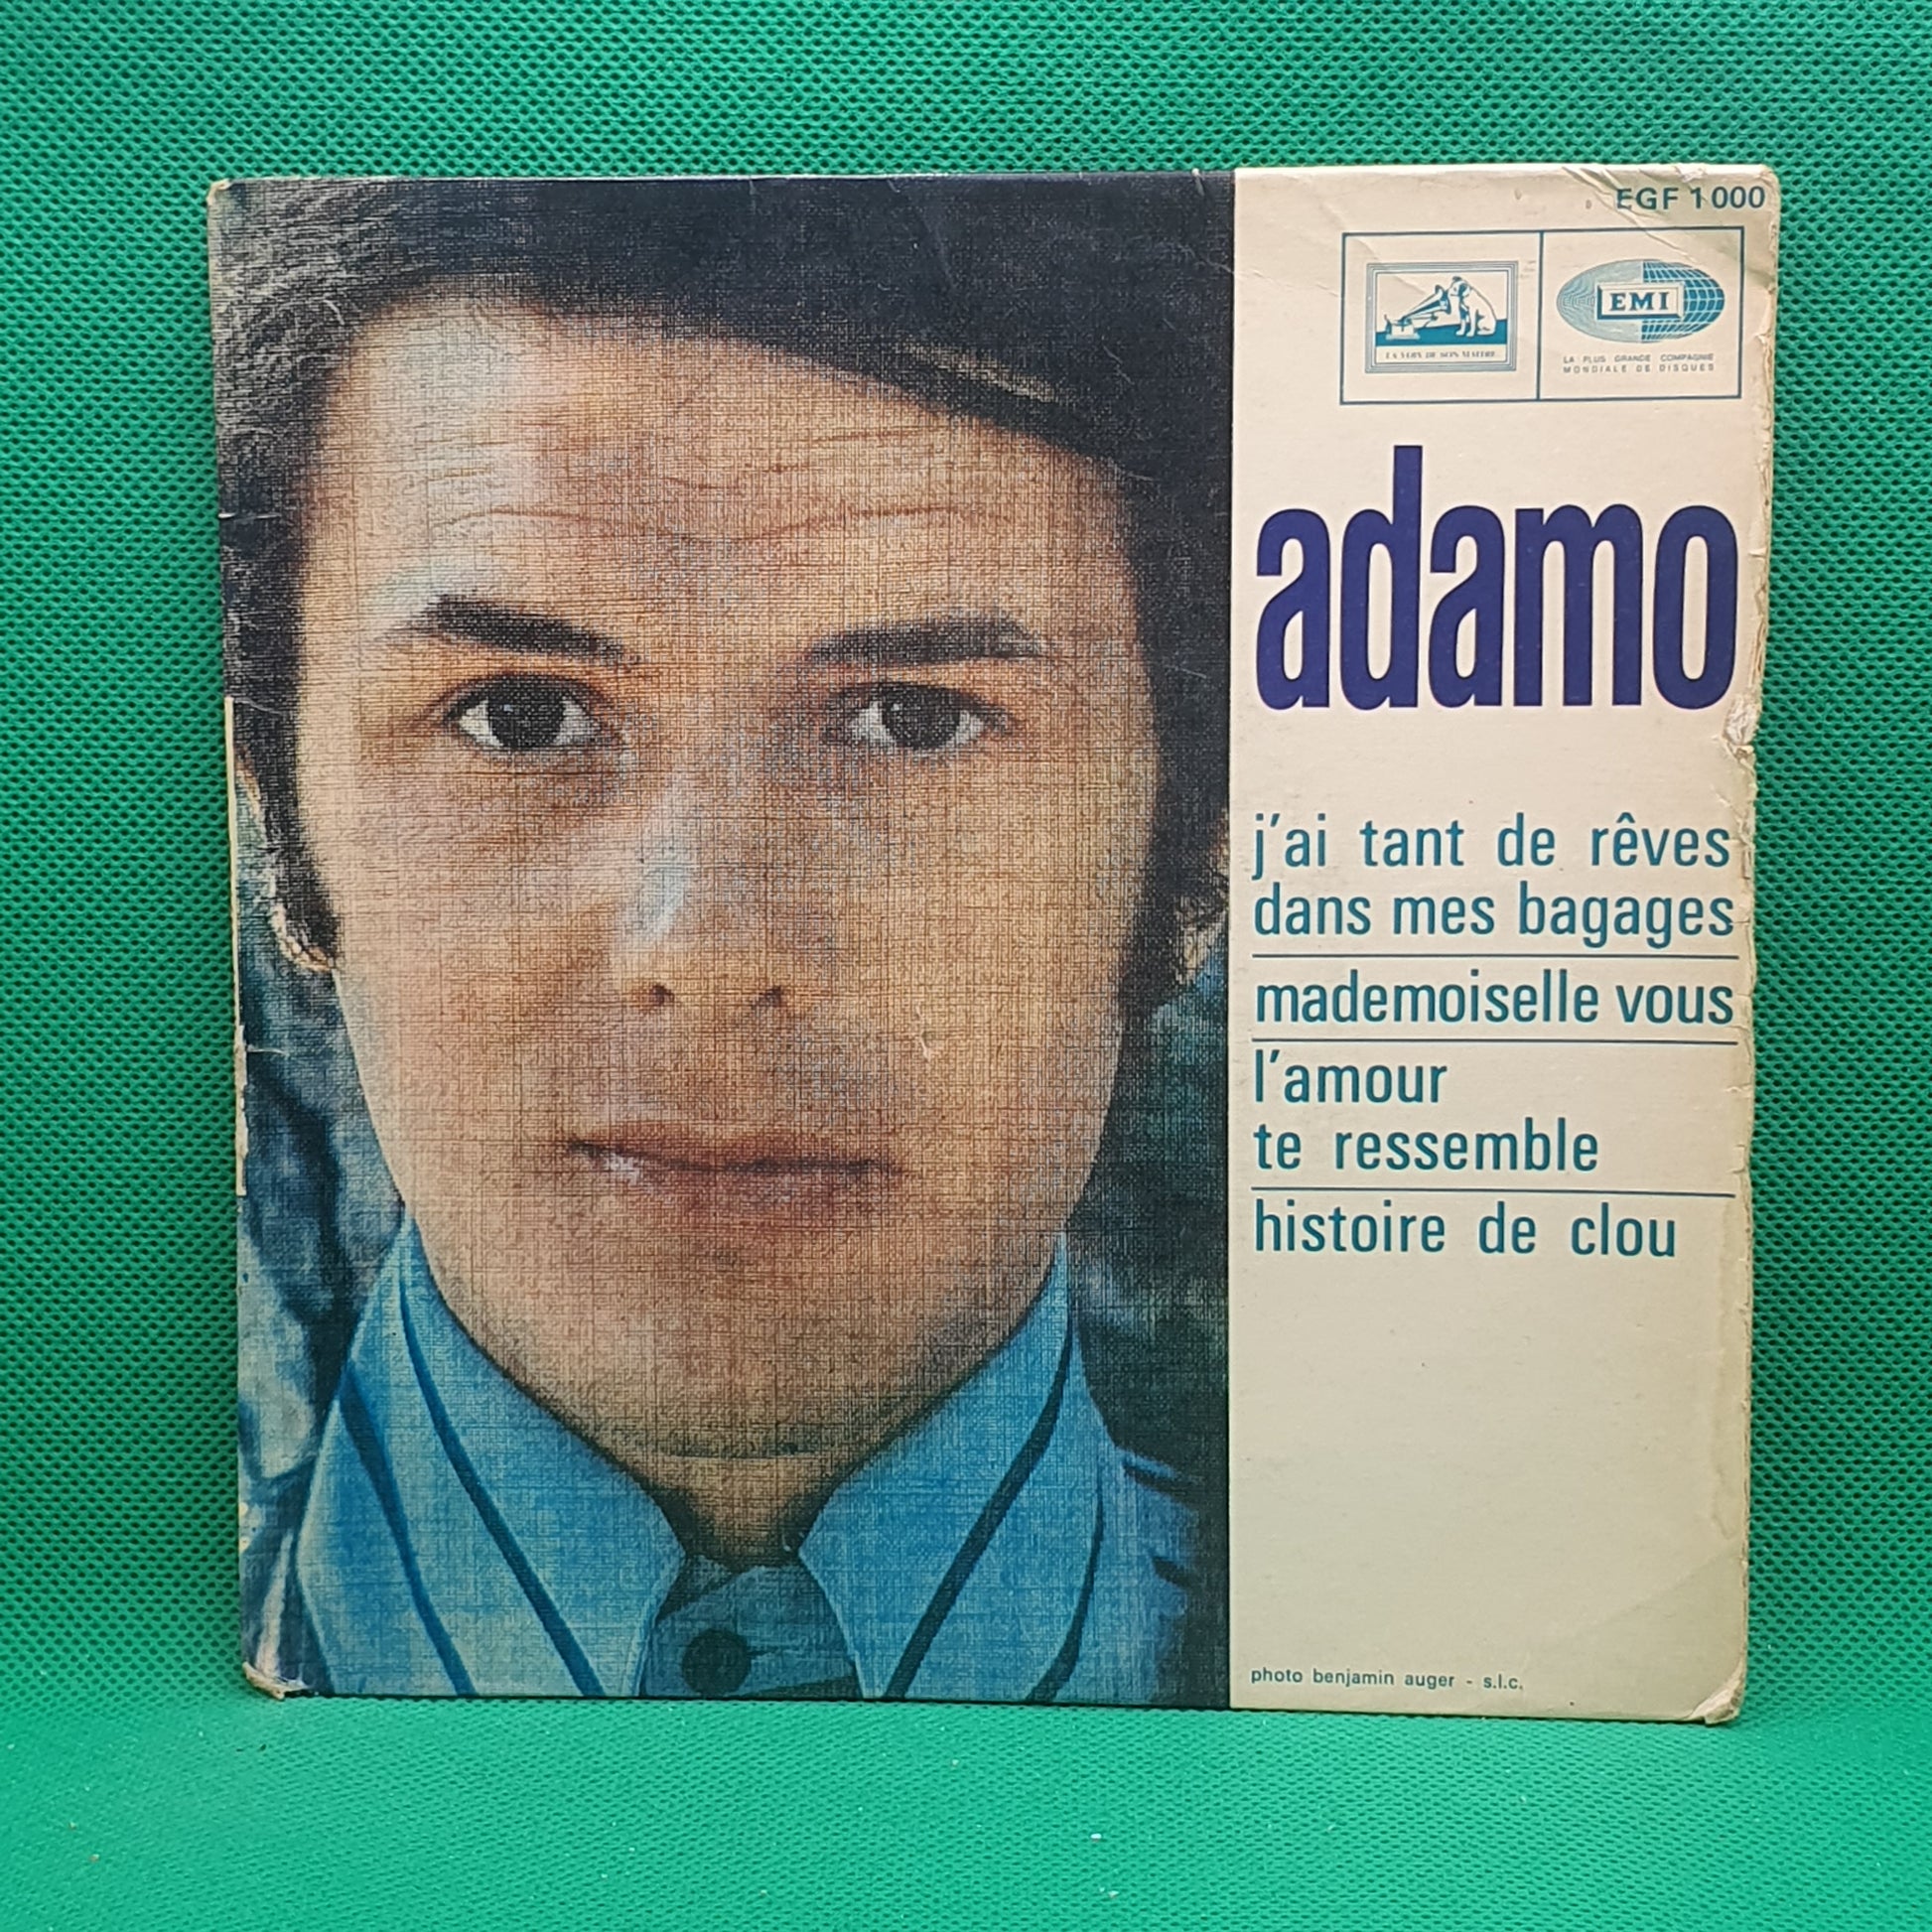 EGF 1000
LA VOIX DE SON MAITRE
EMI
LA PLUS GRANDE COMPAGNIE
MONDIALE DE DISQUES
adamo
j'ai tant de rêves
dans mes bagages
mademoiselle vous
l'amour
te ressemble
histoire de clou
photo benjamin auger - s.l.c.